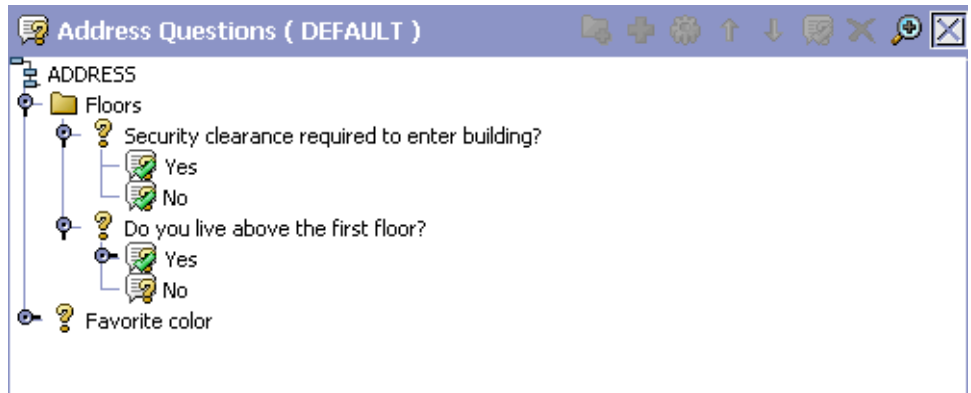 Address Questions ( DEFAULT )
ADDRESS
Floors
Security clearance required to enter building?
Yes
No
Do you live above the first floor?
Yes
No
Favorite color